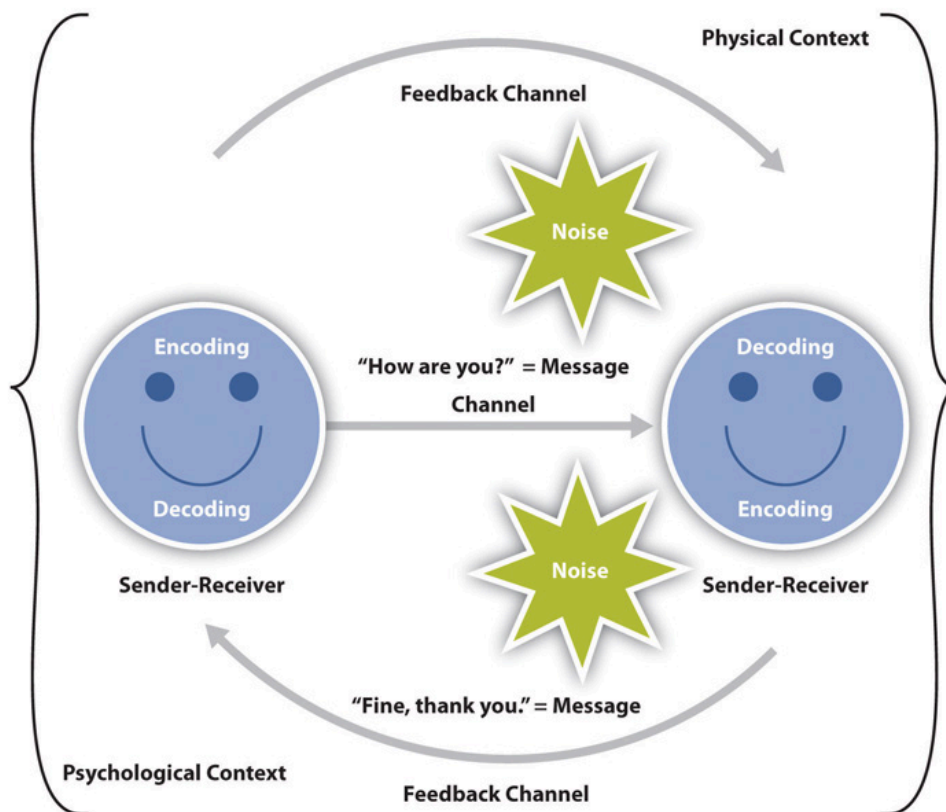 Physical Context
Feedback Channel
Noise
Encoding
Decoding
“How are you?” = Message
Channel
Decoding
Encoding
Noise
Sender-Receiver
Sender-Receiver
“Fine, thank you.” = Message
Psychological Context
Feedback Channel